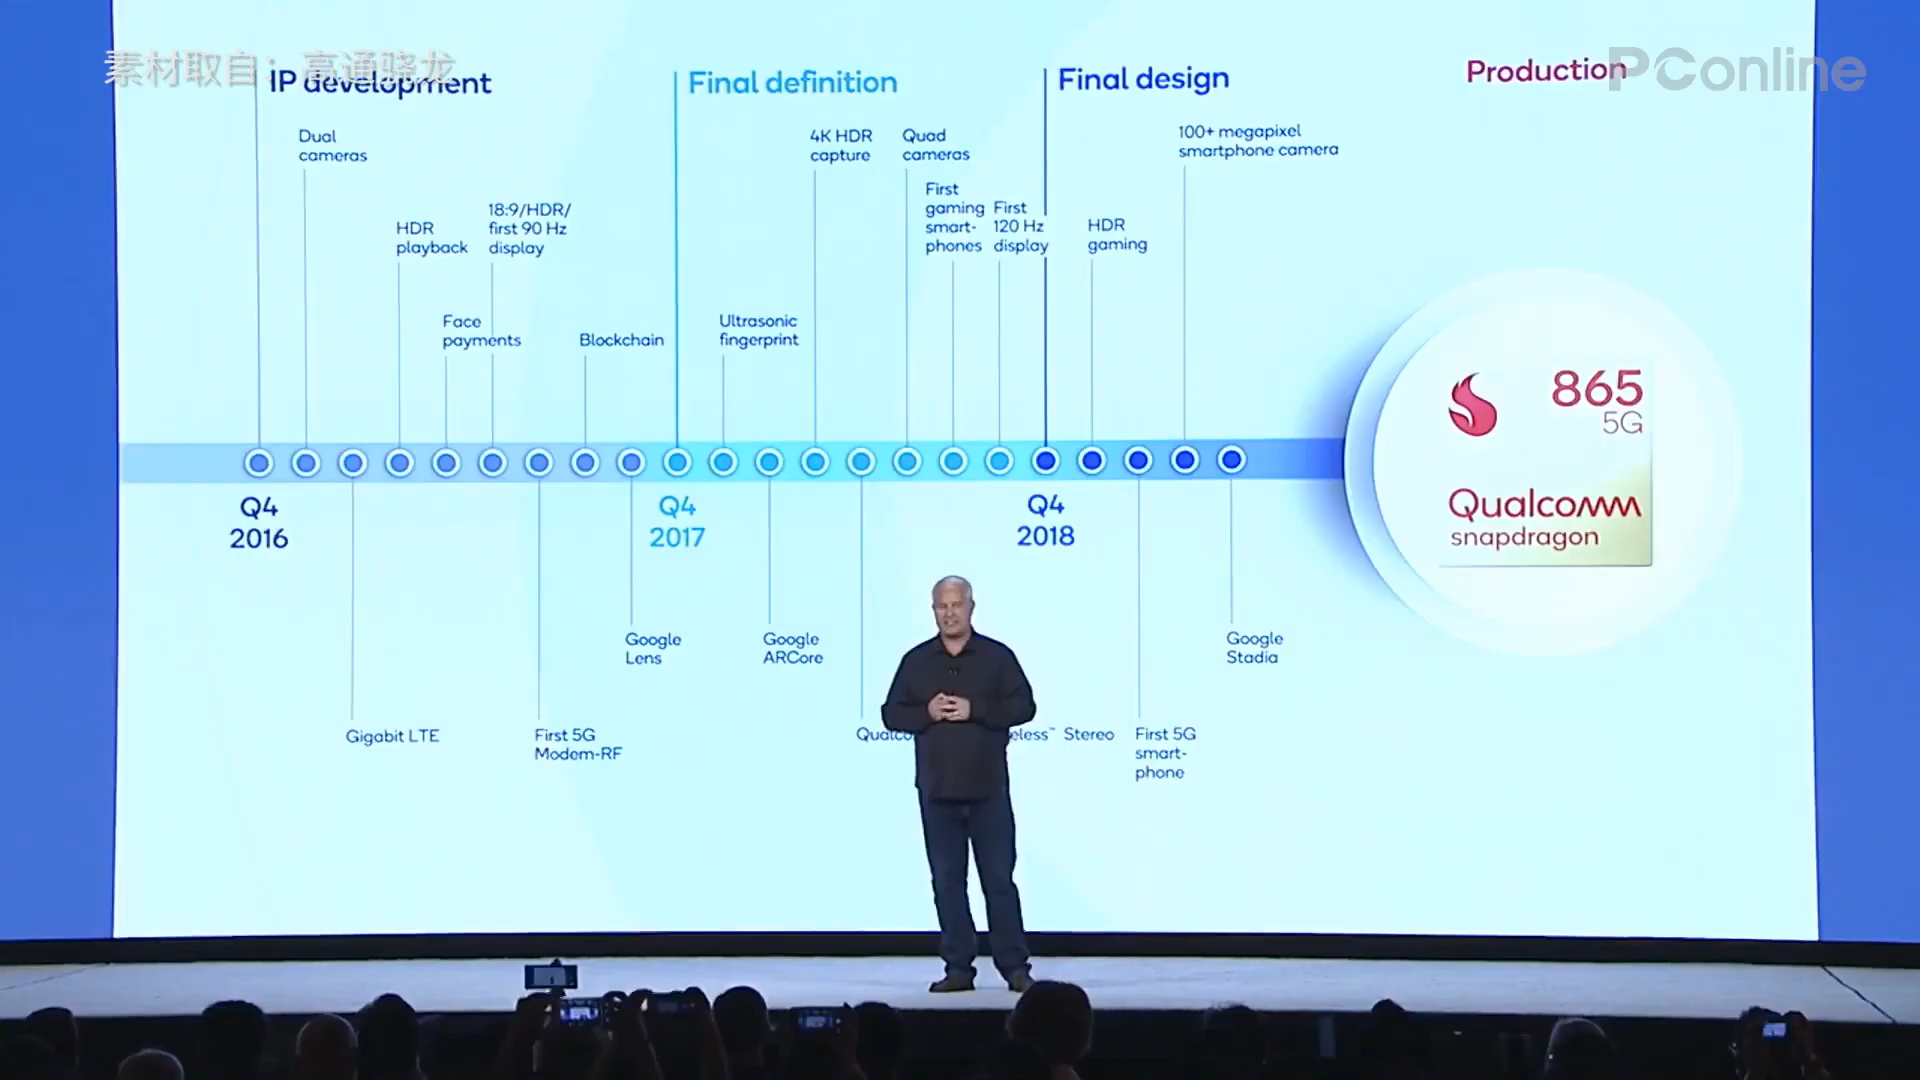 素材取自：高通骁龙
PConline
IP development
Final definition
Final design
Production
Dual
cameras
HDR
playback
Face
payments
18:9/HDR/
first 90 Hz
display
Blockchain
Ultrasonic
fingerprint
4K HDR
capture
Quad
cameras
First
gaming
smart-
phones
First
120 Hz
display
HDR
gaming
100+ megapixel
smartphone camera
865
5G
Qualcomm
snapdragon
Q4
2016
Q4
2017
Q4
2018
Gigabit LTE
First 5G
Modem-RF
Google
Lens
Google
ARCore
Stereo
First 5G
smart-
phone
Google
Stadia